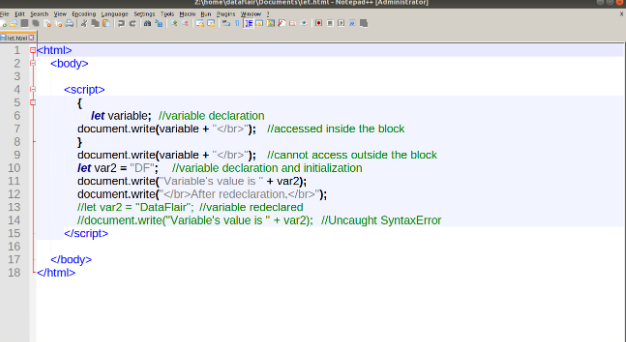 Z:\home\dataflair\Documents\let.html - Notepad++ [Administrator]
File Edit Search View Encoding Language Settings Tools Macro Run Plugins Window ?
let.html
1 <html>
2 <body>
3
4 <script>
5 {
6 let variable; //variable declaration
7 document.write(variable + "</br>"); //accessed inside the block
8 }
9 document.write(variable + "</br>"); //cannot access outside the block
10 let var2 = "DF"; //variable declaration and initialization
11 document.write("Variable's value is " + var2);
12 document.write("</br>After redeclaration.</br>");
13 //let var2 = "DataFlair"; //variable redeclared
14 //document.write("Variable's value is " + var2); //Uncaught SyntaxError
15 </script>
16
17 </body>
18 </html>